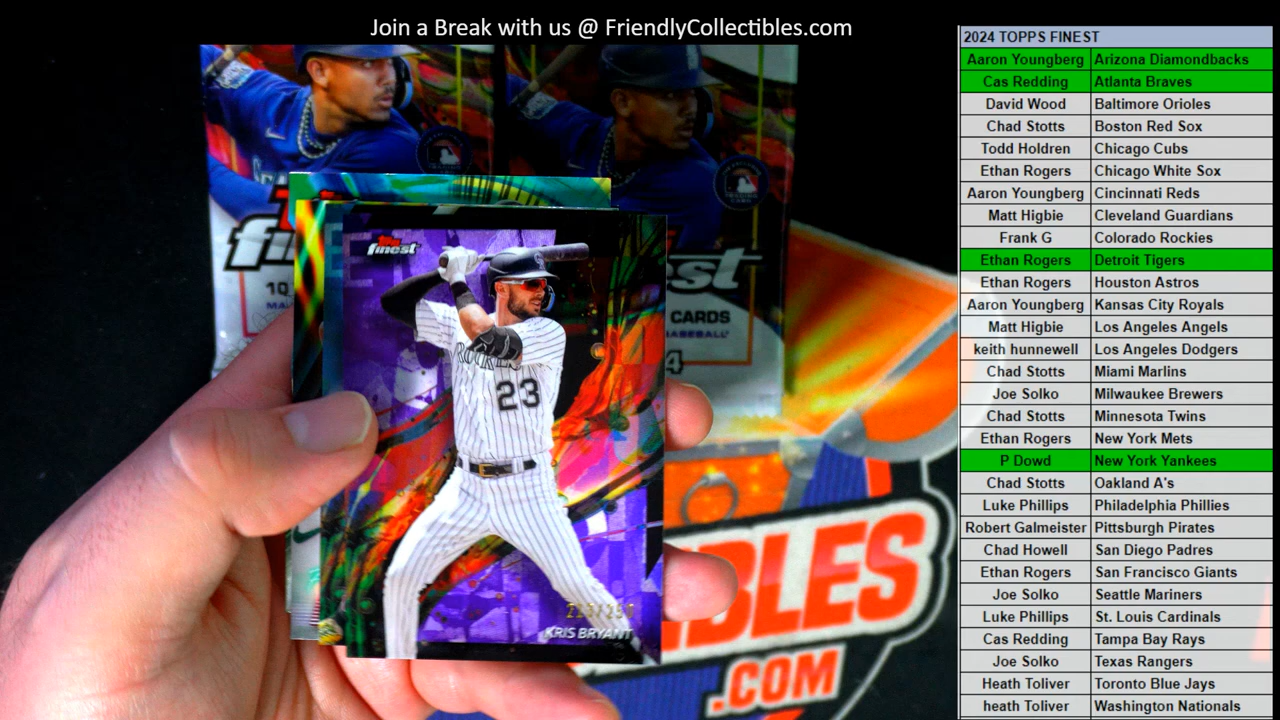 Join a Break with us @ FriendlyCollectibles.com
finest
10
finest
ROCKIES
23
KRIS BRYANT
CARDS
BASEBALL
BLES
.COM
2024 TOPPS FINEST
Aaron Youngberg Arizona Diamondbacks
Cas Redding Atlanta Braves
David Wood Baltimore Orioles
Chad Stotts Boston Red Sox
Todd Holdren Chicago Cubs
Ethan Rogers Chicago White Sox
Aaron Youngberg Cincinnati Reds
Matt Higbie Cleveland Guardians
Frank G Colorado Rockies
Ethan Rogers Detroit Tigers
Ethan Rogers Houston Astros
Aaron Youngberg Kansas City Royals
Matt Higbie Los Angeles Angels
keith hunnewell Los Angeles Dodgers
Chad Stotts Miami Marlins
Joe Solko Milwaukee Brewers
Chad Stotts Minnesota Twins
Ethan Rogers New York Mets
P Dowd New York Yankees
Chad Stotts Oakland A's
Luke Phillips Philadelphia Phillies
Robert Galmeister Pittsburgh Pirates
Chad Howell San Diego Padres
Ethan Rogers San Francisco Giants
Joe Solko Seattle Mariners
Luke Phillips St. Louis Cardinals
Cas Redding Tampa Bay Rays
Joe Solko Texas Rangers
Heath Toliver Toronto Blue Jays
heath Toliver Washington Nationals